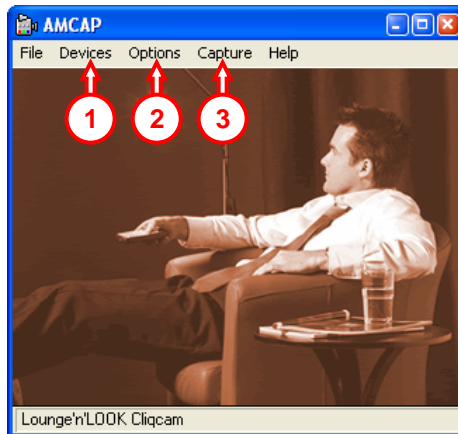 AMCAP
File Devices Options Capture Help
1 2 3
Lounge'n'LOOK Cliqcam